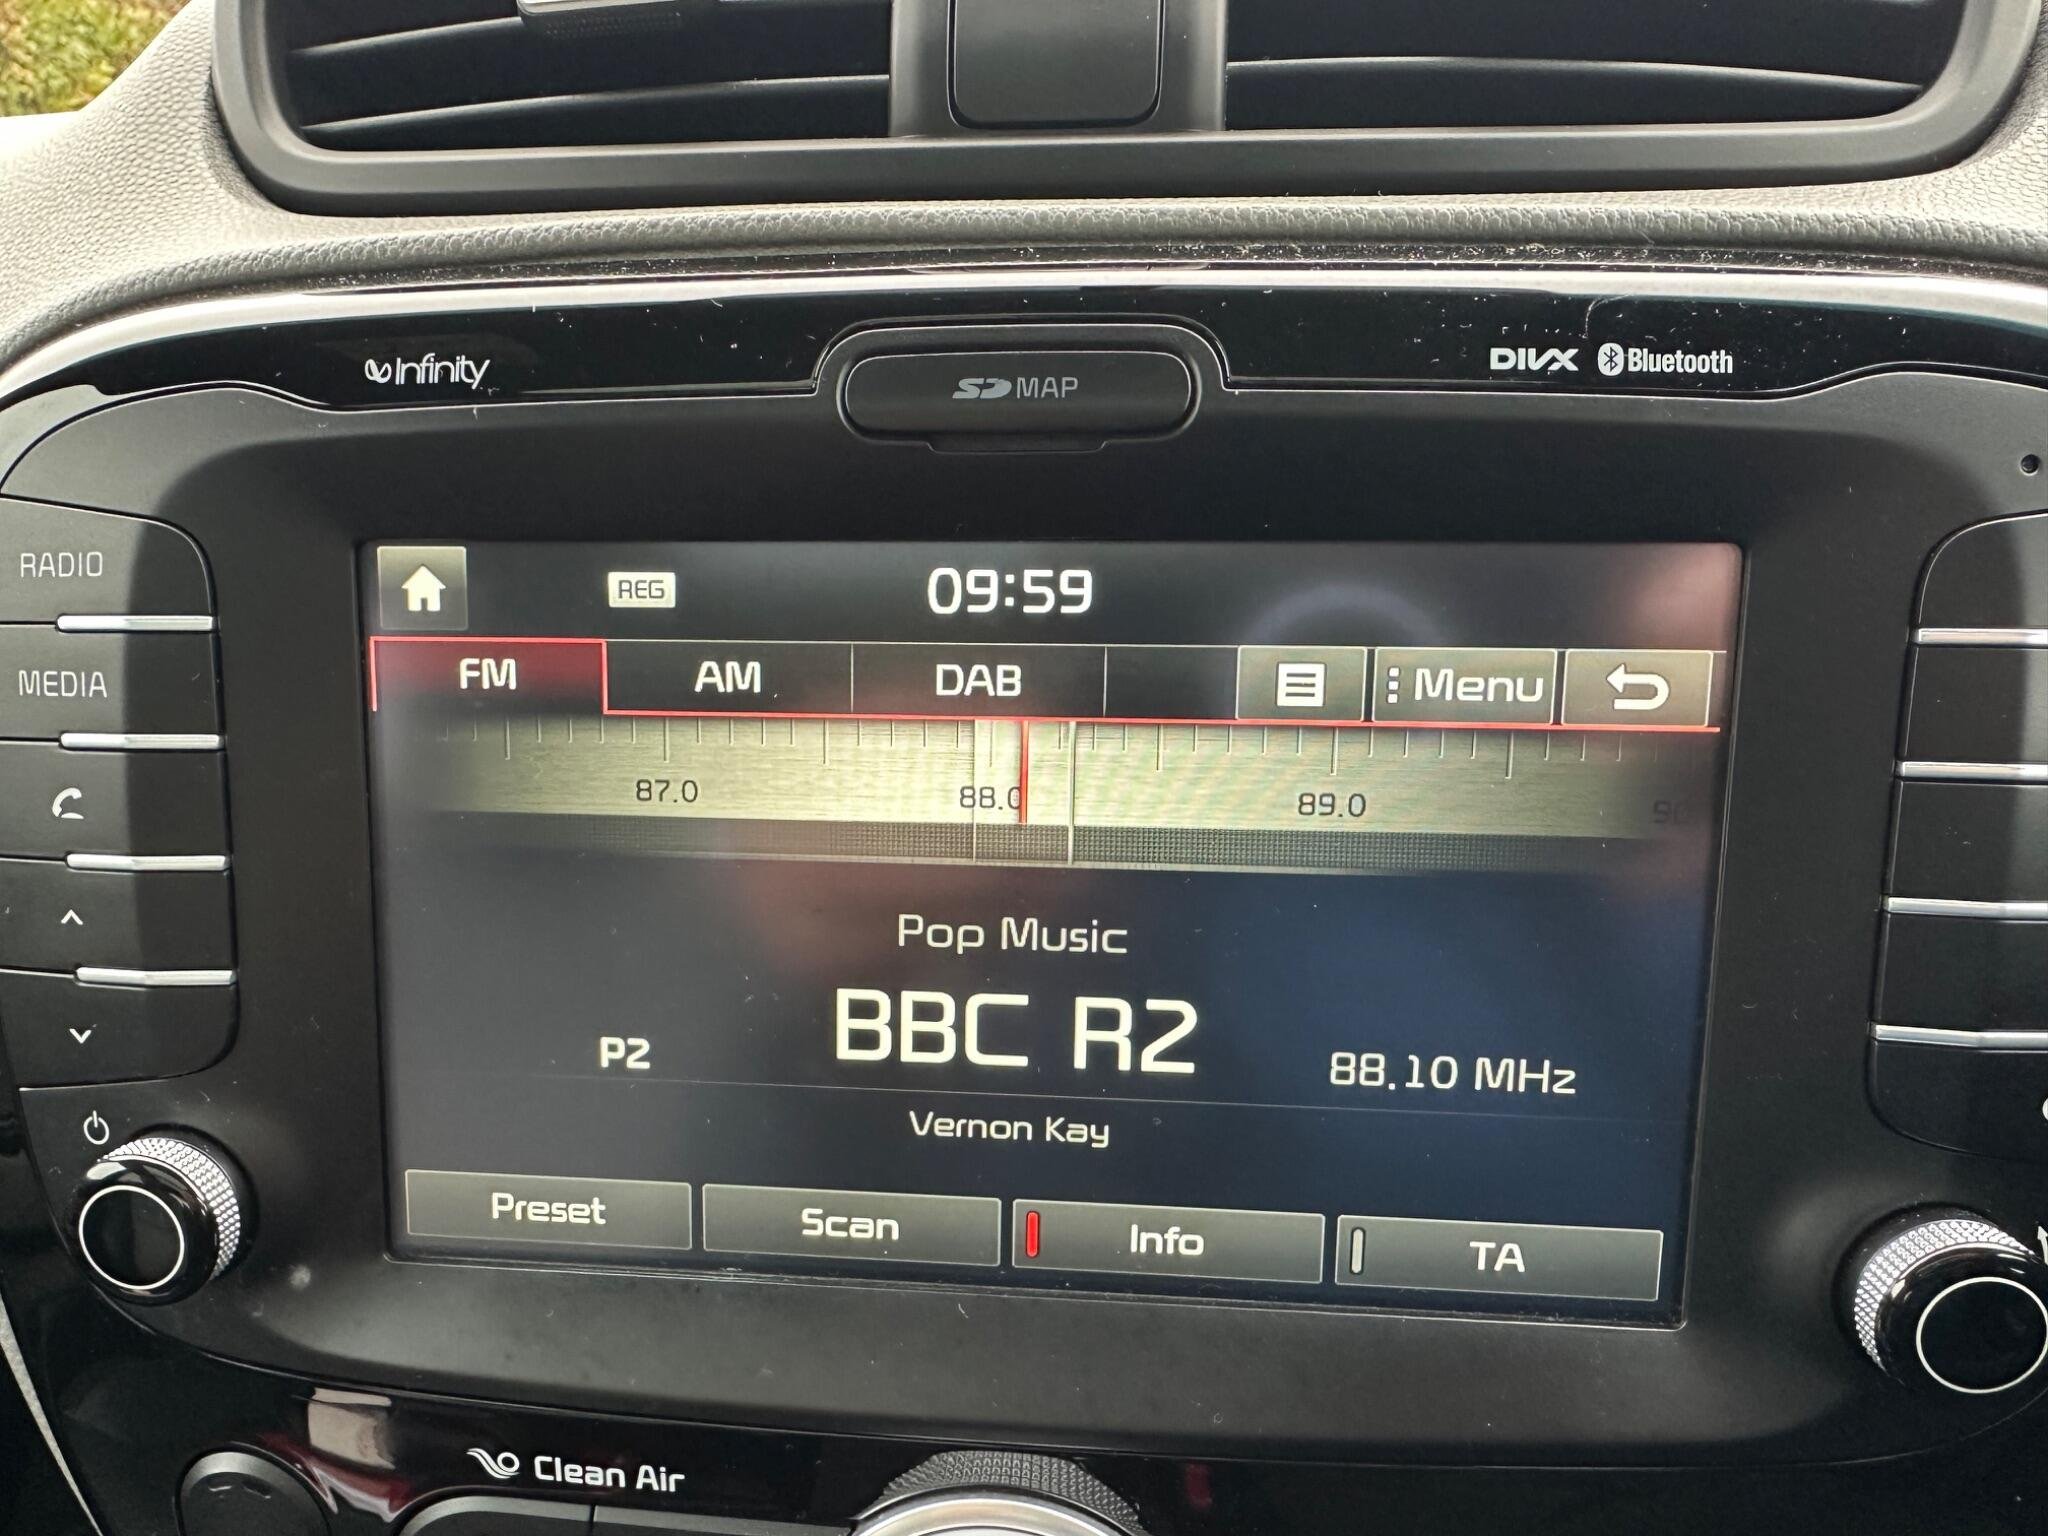 Infinity
SD MAP
DIVX Bluetooth
RADIO
MEDIA
REG
09:59
FM AM DAB Menu
87.0 88.0 89.0
Pop Music
BBC R2
P2
88.10 MHz
Vernon Kay
Preset Scan Info TA
Clean Air